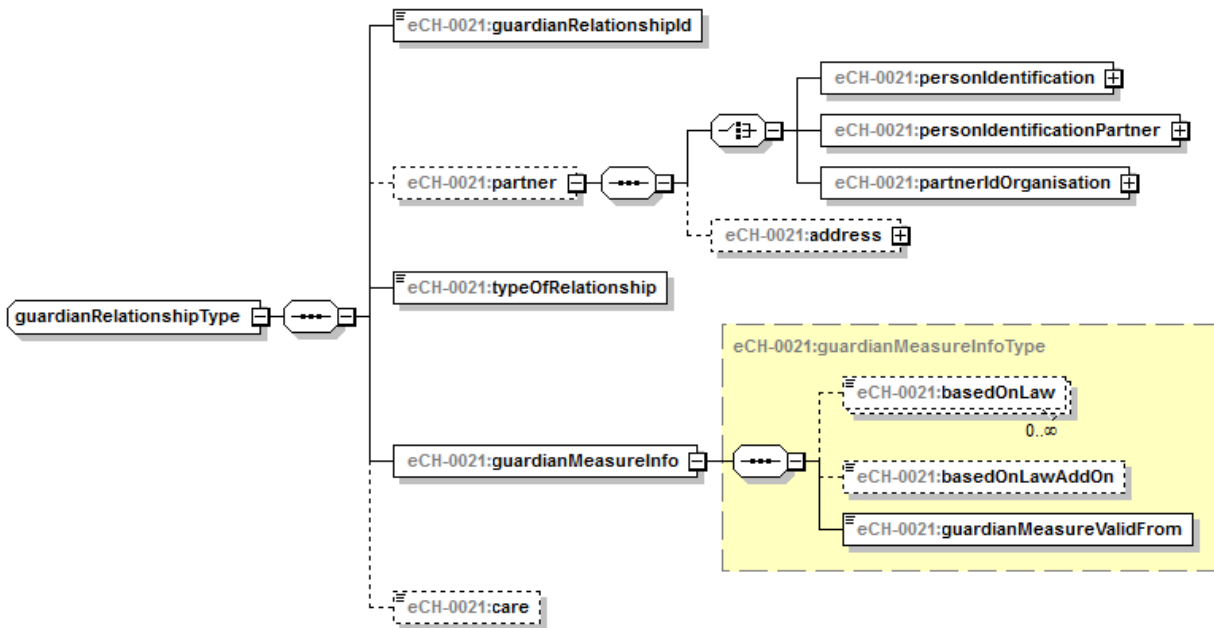 eCH-0021:guardianRelationshipId
eCH-0021:personIdentification
eCH-0021:personIdentificationPartner
eCH-0021:partner
eCH-0021:partnerIdOrganisation
eCH-0021:address
eCH-0021:typeOfRelationship
guardianRelationshipType
eCH-0021:guardianMeasureInfoType
eCH-0021:basedOnLaw
0..∞
eCH-0021:guardianMeasureInfo
eCH-0021:basedOnLawAddOn
eCH-0021:guardianMeasureValidFrom
eCH-0021:care